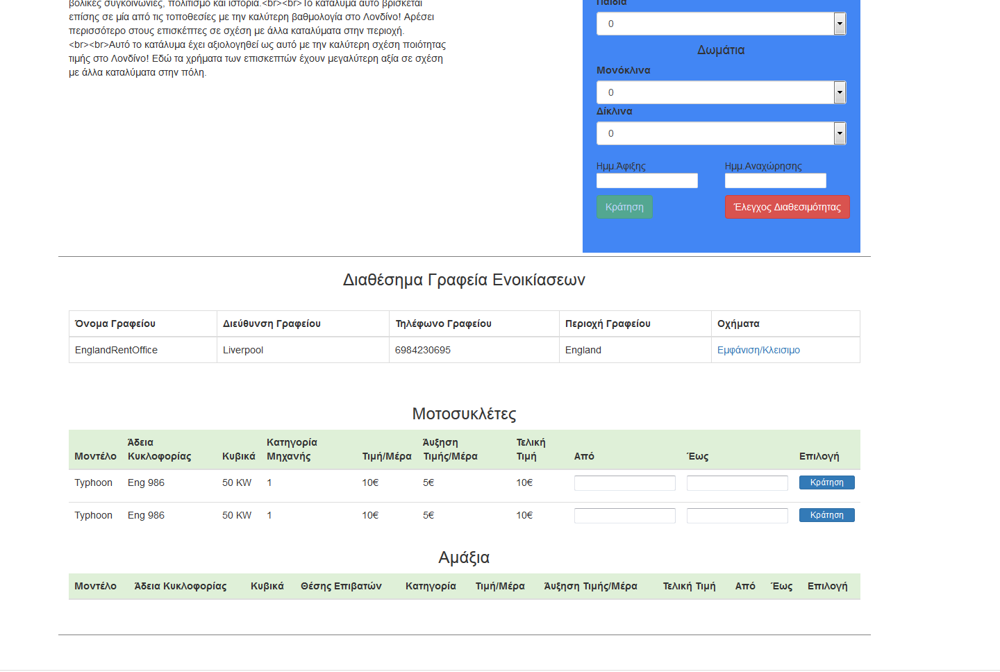 βολικές συγκοινωνίες, πολιτισμό και ιστορία.<br><br>Το κατάλυμα αυτό βρίσκεται
επίσης σε μία από τις τοποθεσίες με την καλύτερη βαθμολογία στο Λονδίνο! Αρέσει
περισσότερο στους επισκέπτες σε σχέση με άλλα καταλύματα στην περιοχή.
<br><br>Αυτό το κατάλυμα έχει αξιολογηθεί ως αυτό με την καλύτερη σχέση ποιότητας
τιμής στο Λονδίνο! Εδώ τα χρήματα των επισκεπτών έχουν μεγαλύτερη αξία σε σχέση
με άλλα καταλύματα στην πόλη.
Παιδιά
0
Δωμάτια
Μονόκλινα
0
Δίκλινα
0
Ημμ.Άφιξης Ημμ.Αναχώρησης
Κράτηση Έλεγχος Διαθεσιμότητας
Διαθέσημα Γραφεία Ενοικίασεων
Όνομα Γραφείου Διεύθυνση Γραφείου Τηλέφωνο Γραφείου Περιοχή Γραφείου Οχήματα
EnglandRentOffice Liverpool 6984230695 England Εμφάνιση/Κλεισιμο
Μοτοσυκλέτες
Μοντέλο Άδεια Κυκλοφορίας Κυβικά Κατηγορία Μηχανής Τιμή/Μέρα Άυξηση Τιμής/Μέρα Τελική Τιμή Από Έως Επιλογή
Typhoon Eng 986 50 KW 1 10€ 5€ 10€ Κράτηση
Typhoon Eng 986 50 KW 1 10€ 5€ 10€ Κράτηση
Αμάξια
Μοντέλο Άδεια Κυκλοφορίας Κυβικά Θέσης Επιβατών Κατηγορία Τιμή/Μέρα Άυξηση Τιμής/Μέρα Τελική Τιμή Από Έως Επιλογή